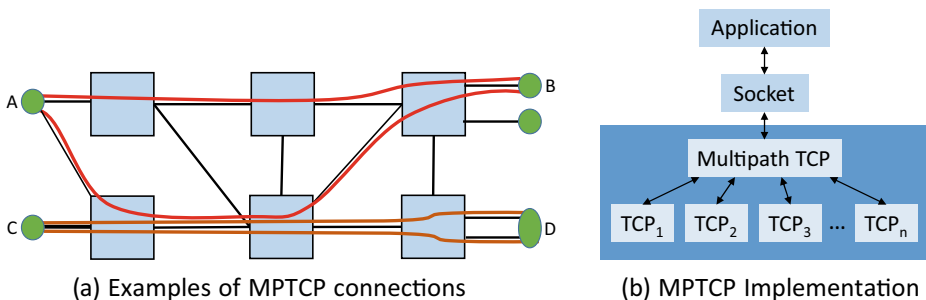 A
B
C
D
(a) Examples of MPTCP connections
Application
Socket
Multipath TCP
TCP1 TCP2 TCP3 ... TCPn
(b) MPTCP Implementation